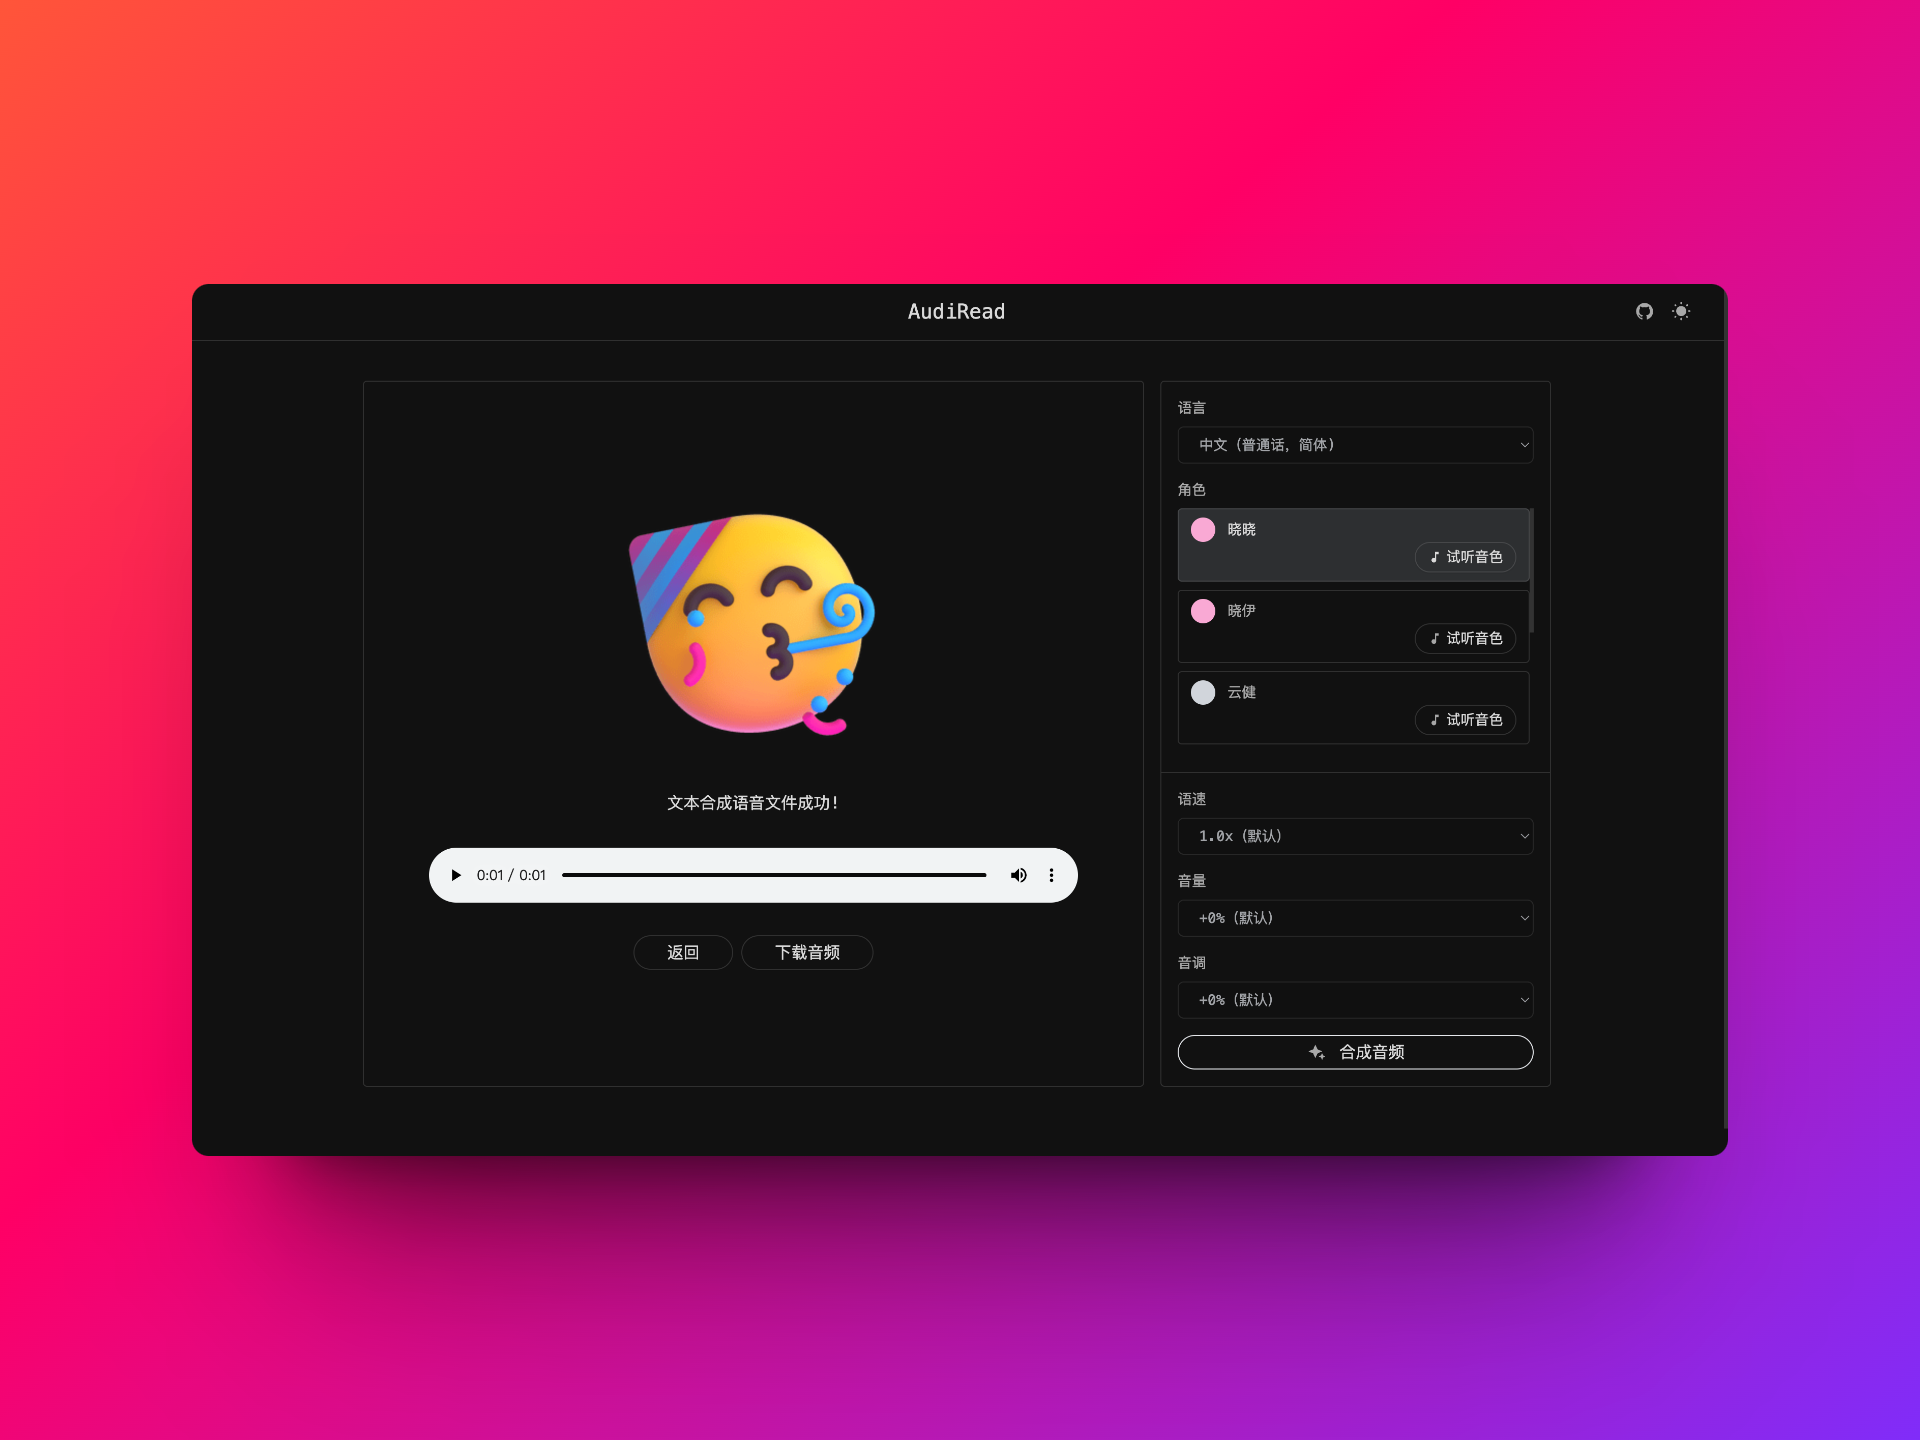 AudiRead
文本合成语音文件成功!
0:01 / 0:01
返回
下载音频
语言
中文 (普通话, 简体)
角色
晓晓
试听音色
晓伊
试听音色
云健
试听音色
语速
1.0x (默认)
音量
+0% (默认)
音调
+0% (默认)
合成音频